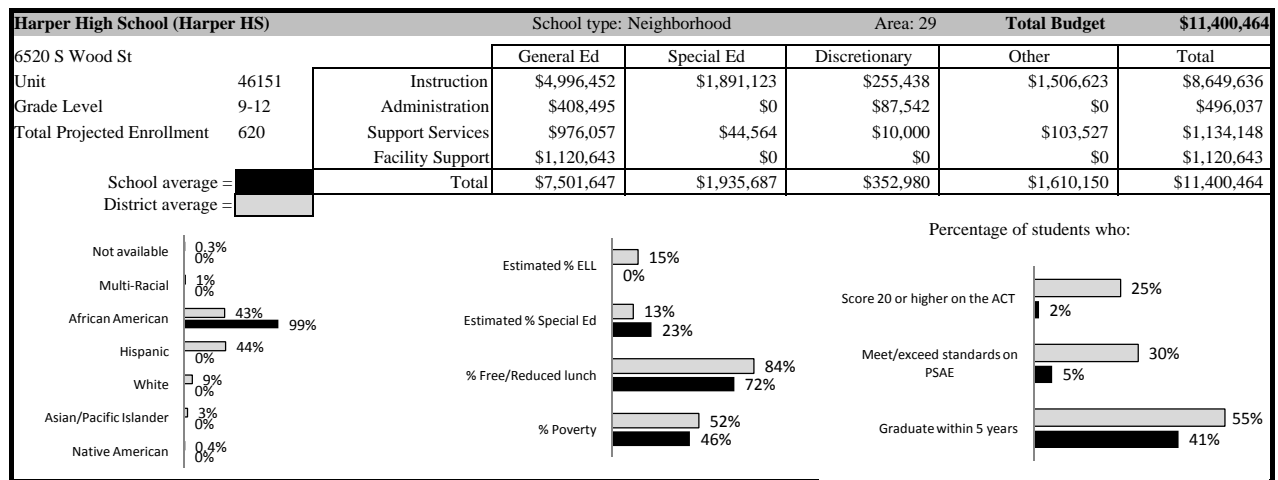 Harper High School (Harper HS) School type: Neighborhood Area: 29 Total Budget $11,400,464
6520 S Wood St General Ed Special Ed Discretionary Other Total
Unit 46151 Instruction $4,996,452 $1,891,123 $255,438 $1,506,623 $8,649,636
Grade Level 9-12 Administration $408,495 $0 $87,542 $0 $496,037
Total Projected Enrollment 620 Support Services $976,057 $44,564 $10,000 $103,527 $1,134,148
Facility Support $1,120,643 $0 $0 $0 $1,120,643
School average = Total $7,501,647 $1,935,687 $352,980 $1,610,150 $11,400,464
District average =
Not available 0.3% 0%
Multi-Racial 1% 0%
African American 43% 99%
Hispanic 44% 0%
White 9% 0%
Asian/Pacific Islander 3% 0%
Native American 0.4% 0%
Estimated % ELL 15% 0%
Estimated % Special Ed 13% 23%
% Free/Reduced lunch 84% 72%
% Poverty 52% 46%
Percentage of students who:
Score 20 or higher on the ACT 25% 2%
Meet/exceed standards on
PSAE 30% 5%
Graduate within 5 years 55% 41%